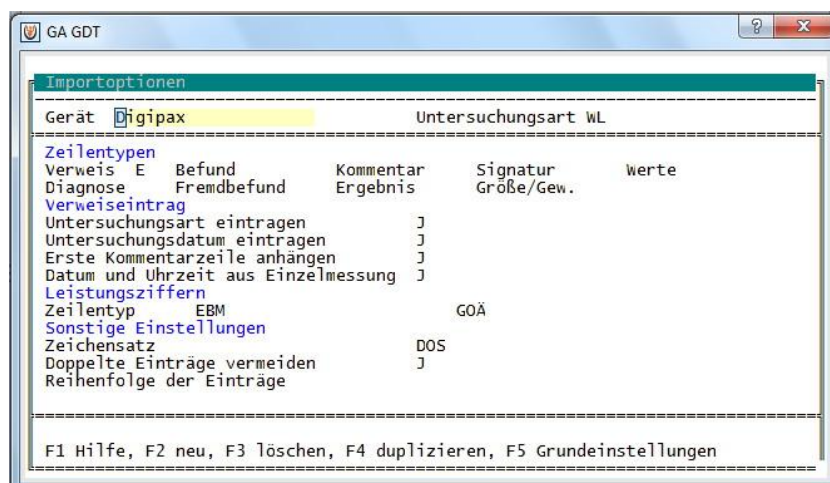 GA GDT
Importoptionen
Gerät Digipax Untersuchungsart WL
Zeilentypen
Verweis E Befund Kommentar Signatur Werte
Diagnose Fremdbefund Ergebnis Größe/Gew.
Verweiseintrag
Untersuchungsart eintragen J
Untersuchungsdatum eintragen J
Erste Kommentarzeile anhängen J
Datum und Uhrzeit aus Einzelmessung J
Leistungsziffern
Zeilentyp EBM GOÄ
Sonstige Einstellungen
Zeichensatz DOS
Doppelte Einträge vermeiden J
Reihenfolge der Einträge
F1 Hilfe, F2 neu, F3 löschen, F4 duplizieren, F5 Grundeinstellungen